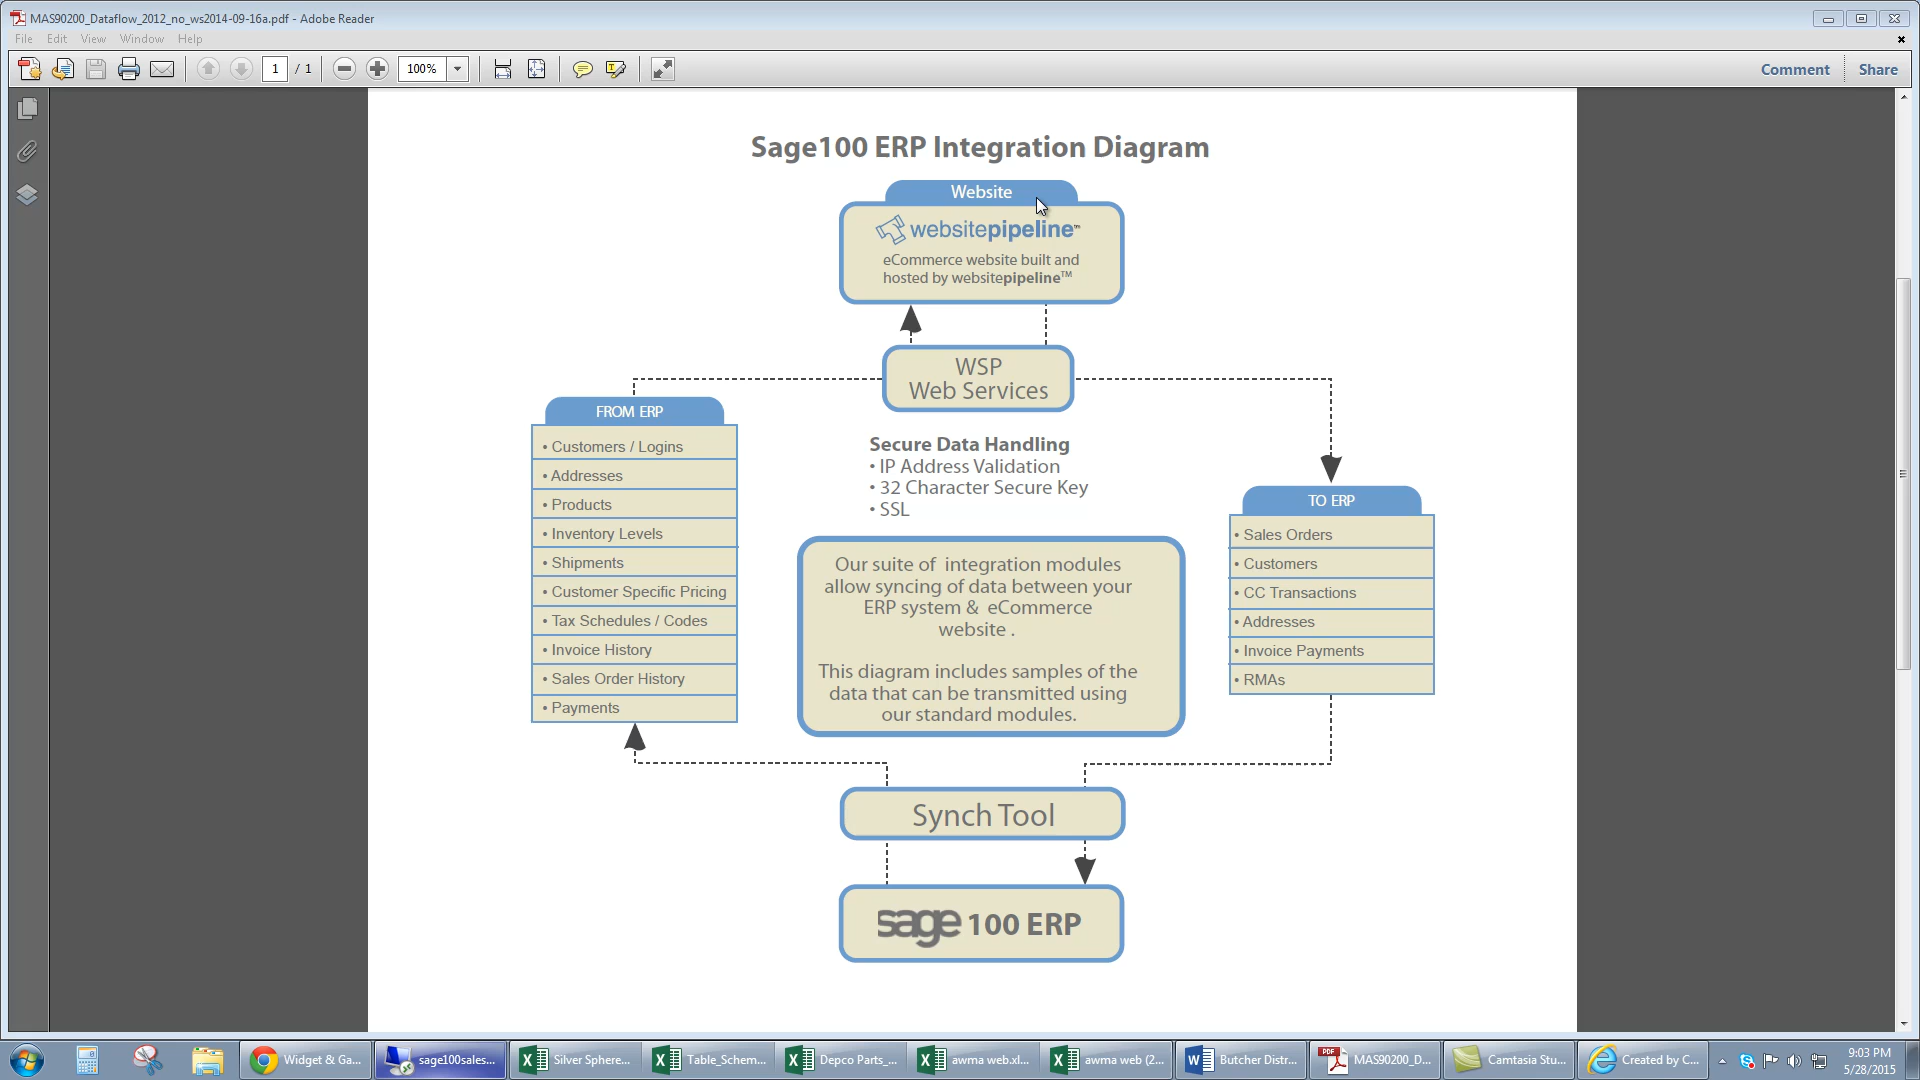 MAS90200_Dataflow_2012_no_ws2014-09-16a.pdf - Adobe Reader
File Edit View Window Help
1 / 1 100% Comment Share
Sage100 ERP Integration Diagram
Website
websitepipeline™
eCommerce website built and
hosted by websitepipeline™
WSP
Web Services
FROM ERP
• Customers / Logins
• Addresses
• Products
• Inventory Levels
• Shipments
• Customer Specific Pricing
• Tax Schedules / Codes
• Invoice History
• Sales Order History
• Payments
Secure Data Handling
• IP Address Validation
• 32 Character Secure Key
• SSL
Our suite of integration modules
allow syncing of data between your
ERP system & eCommerce
website .
This diagram includes samples of the
data that can be transmitted using
our standard modules.
TO ERP
• Sales Orders
• Customers
• CC Transactions
• Addresses
• Invoice Payments
• RMAs
Synch Tool
sage 100 ERP
Widget & Ga... sage100sales... Silver Sphere... Table_Schem... Depco Parts_... awma web.xl... awma web (2... Butcher Distr... MAS90200_D... Camtasia Stu... Created by C... 9:03 PM
5/28/2015